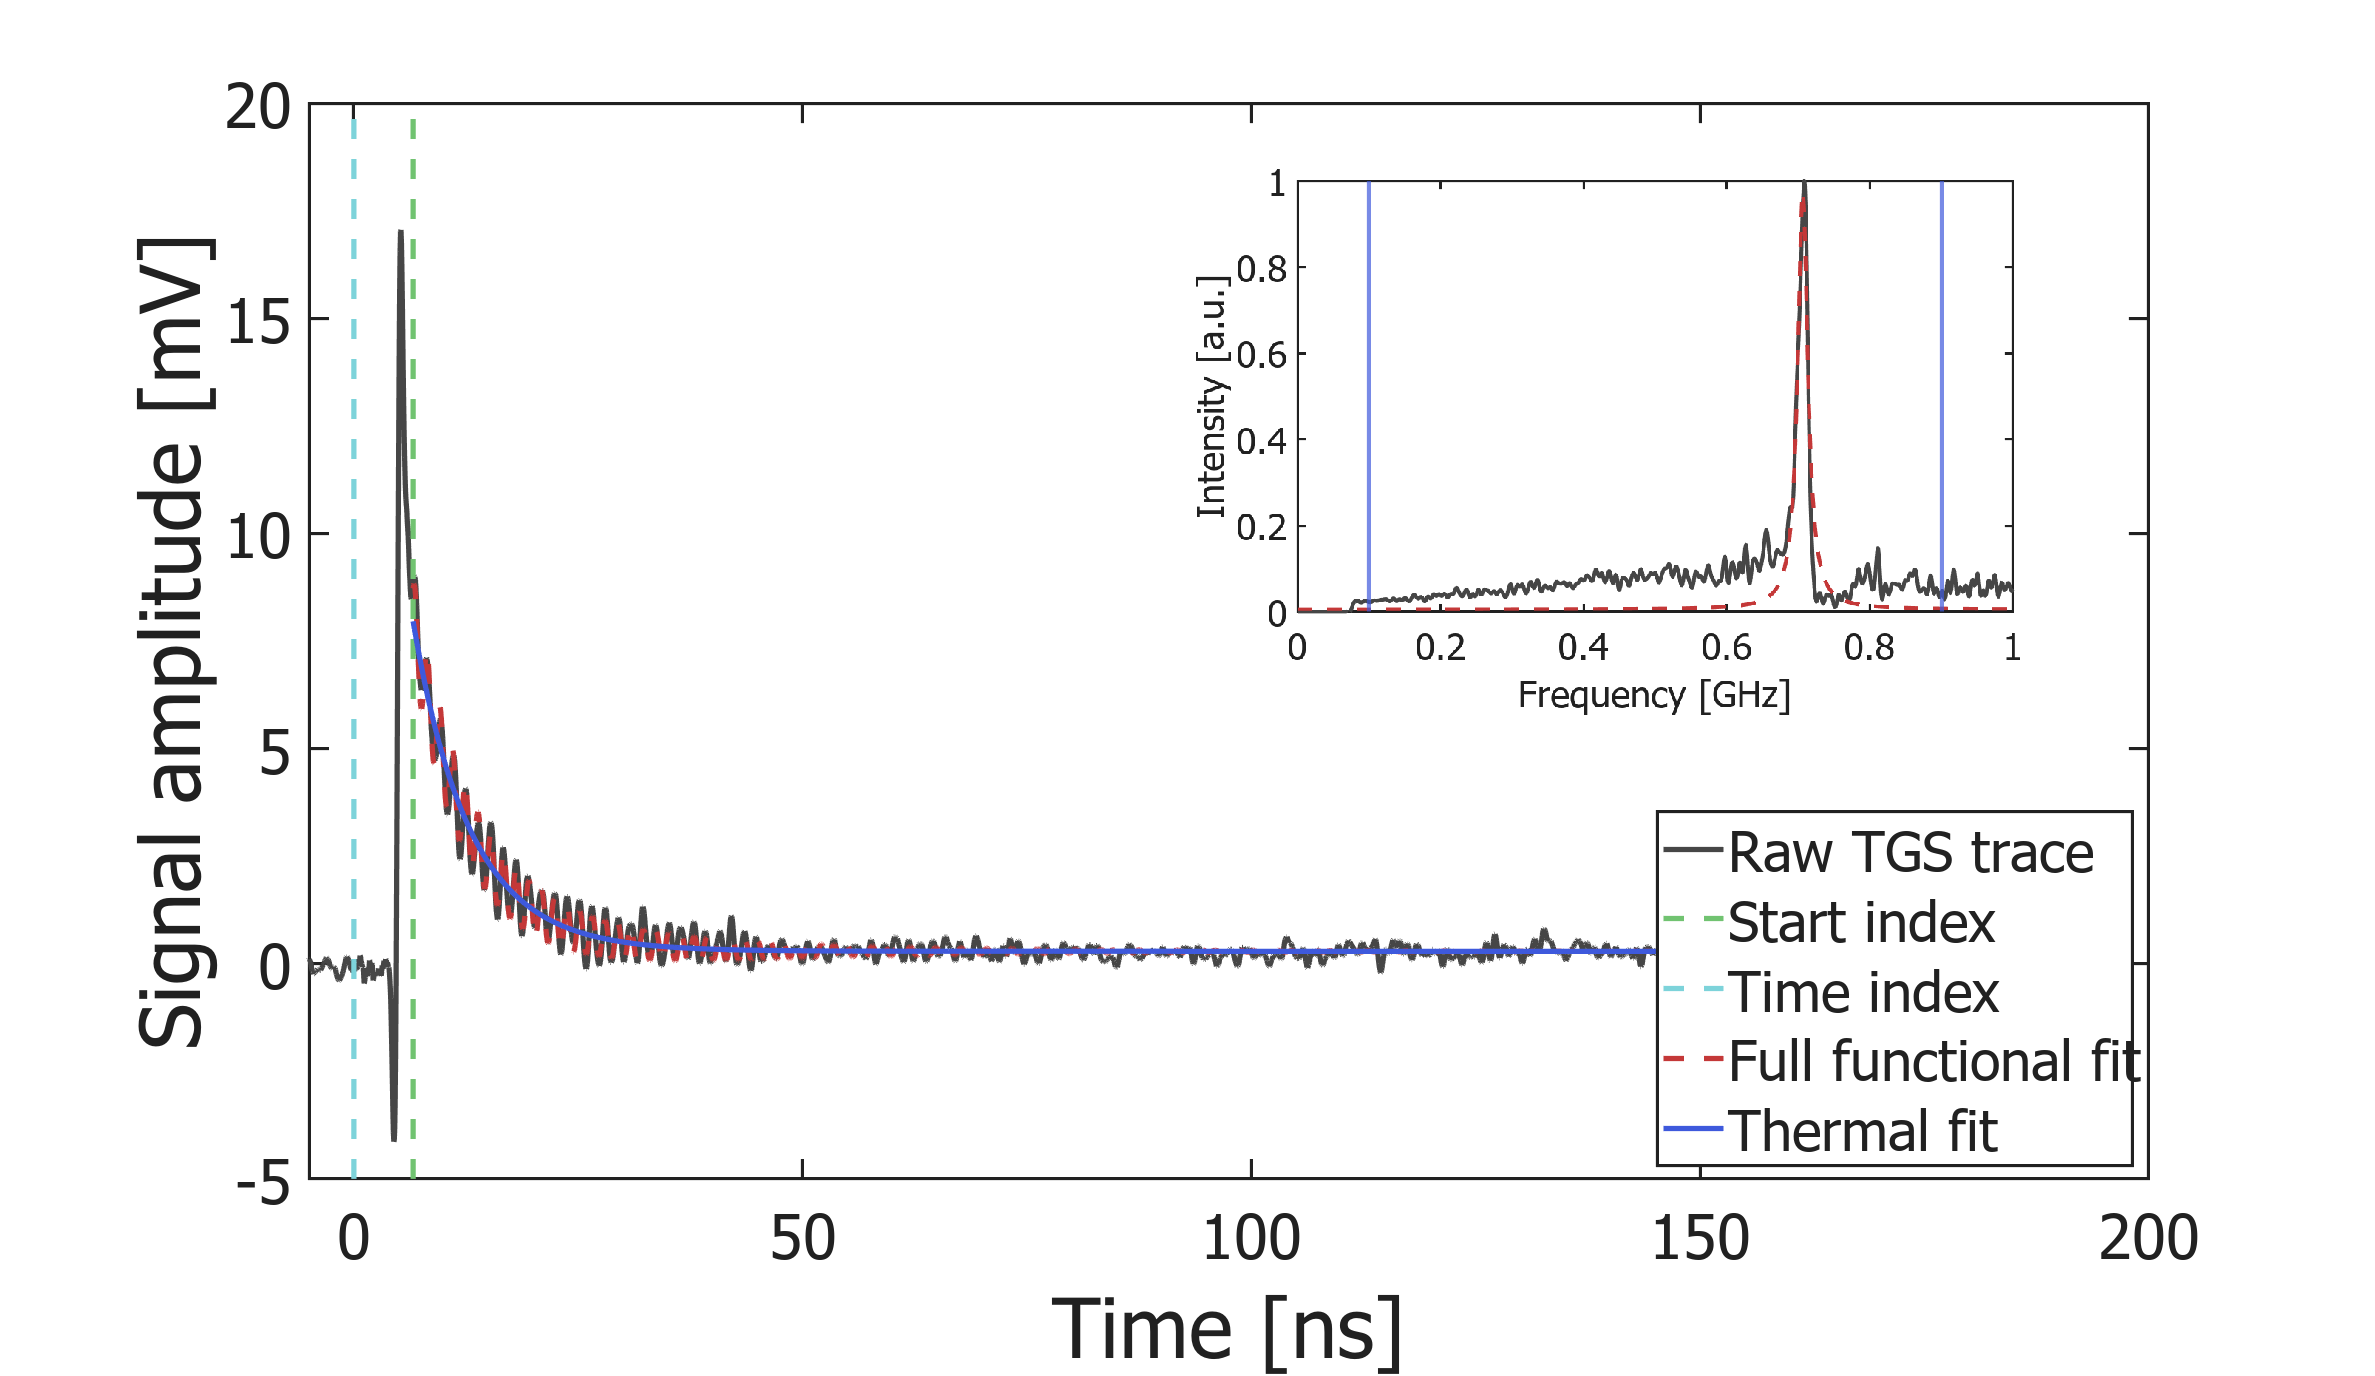 20
15
10
5
0
-5
Signal amplitude [mV]
0
50
100
150
200
Time [ns]
1
0.8
0.6
0.4
0.2
0
Intensity [a.u.]
0
0.2
0.4
0.6
0.8
1
Frequency [GHz]
Raw TGS trace
Start index
Time index
Full functional fit
Thermal fit